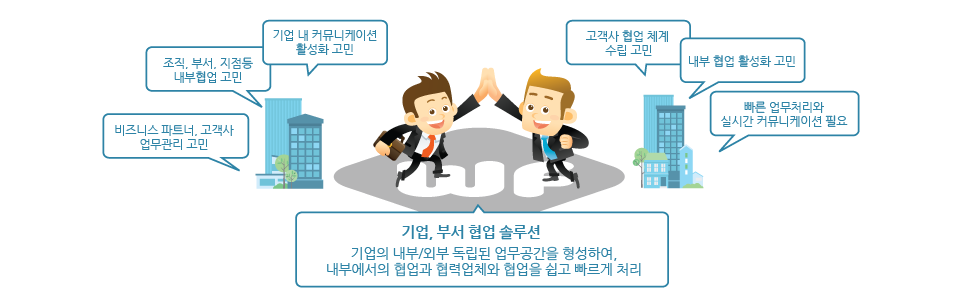 기업 내 커뮤니케이션
활성화 고민
조직, 부서, 지점등
내부협업 고민
비즈니스 파트너, 고객사
업무관리 고민
고객사 협업 체계
수립 고민
내부 협업 활성화 고민
빠른 업무처리와
실시간 커뮤니케이션 필요
기업, 부서 협업 솔루션
기업의 내부/외부 독립된 업무공간을 형성하여,
내부에서의 협업과 협력업체와 협업을 쉽고 빠르게 처리